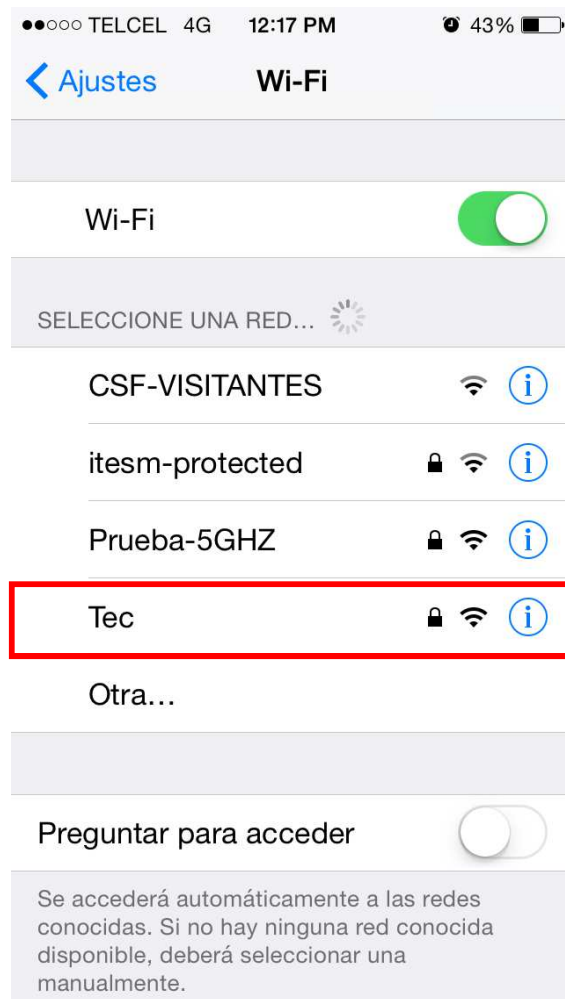 TELCEL 4G 12:17 PM 43%
Ajustes Wi-Fi
Wi-Fi
SELECCIONE UNA RED...
CSF-VISITANTES
itesm-protected
Prueba-5GHZ
Tec
Otra...
Preguntar para acceder
Se accederá automáticamente a las redes
conocidas. Si no hay ninguna red conocida
disponible, deberá seleccionar una
manualmente.